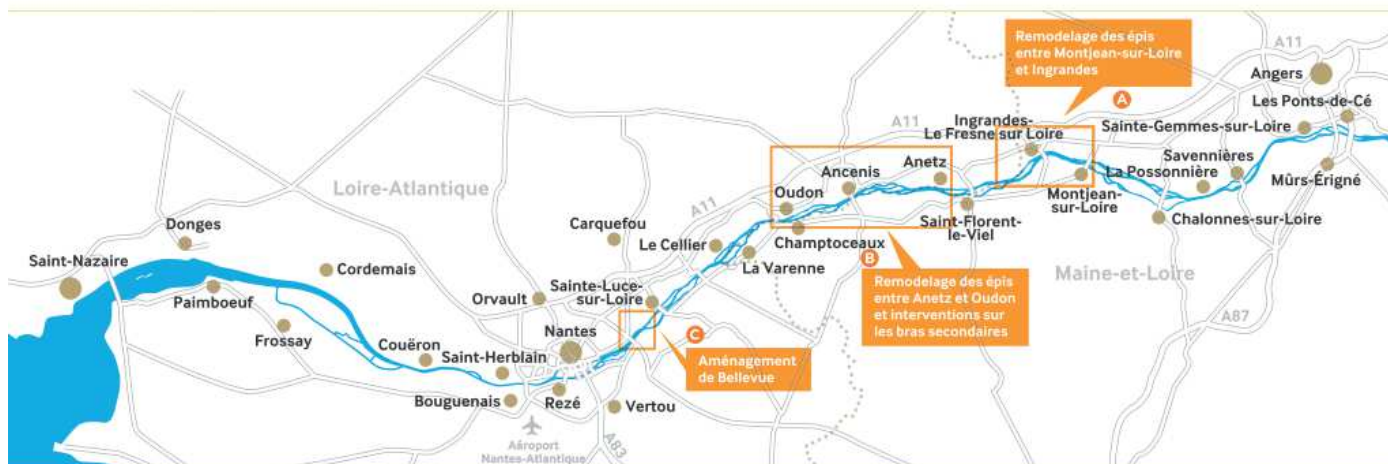 Remodelage des épis
entre Montjean-sur-Loire
et Ingrandes
A11
Angers
A
Les Ponts-de-Cé
Ingrandes-
Le Fresne sur Loire
Sainte-Gemmes-sur-Loire
A11
Anetz
Savennières
Ancenis
La Possonnière
Loire-Atlantique
Oudon
Mûrs-Érigné
Montjean-
sur-Loire
A11
Donges
Carquefou
Saint-Florent-
le-Viel
Chalonnes-sur-Loire
Le Cellier
Champtoceaux
Saint-Nazaire
Cordemais
La Varenne
B
Maine-et-Loire
Paimboeuf
Orvault
Sainte-Luce-
sur-Loire
Remodelage des épis
entre Anetz et Oudon
et interventions sur
les bras secondaires
A87
Frossay
Nantes
C
Couëron
Saint-Herblain
Aménagement
de Bellevue
Bouguenais
Rezé
Vertou
Aéroport
Nantes-Atlantique
A83